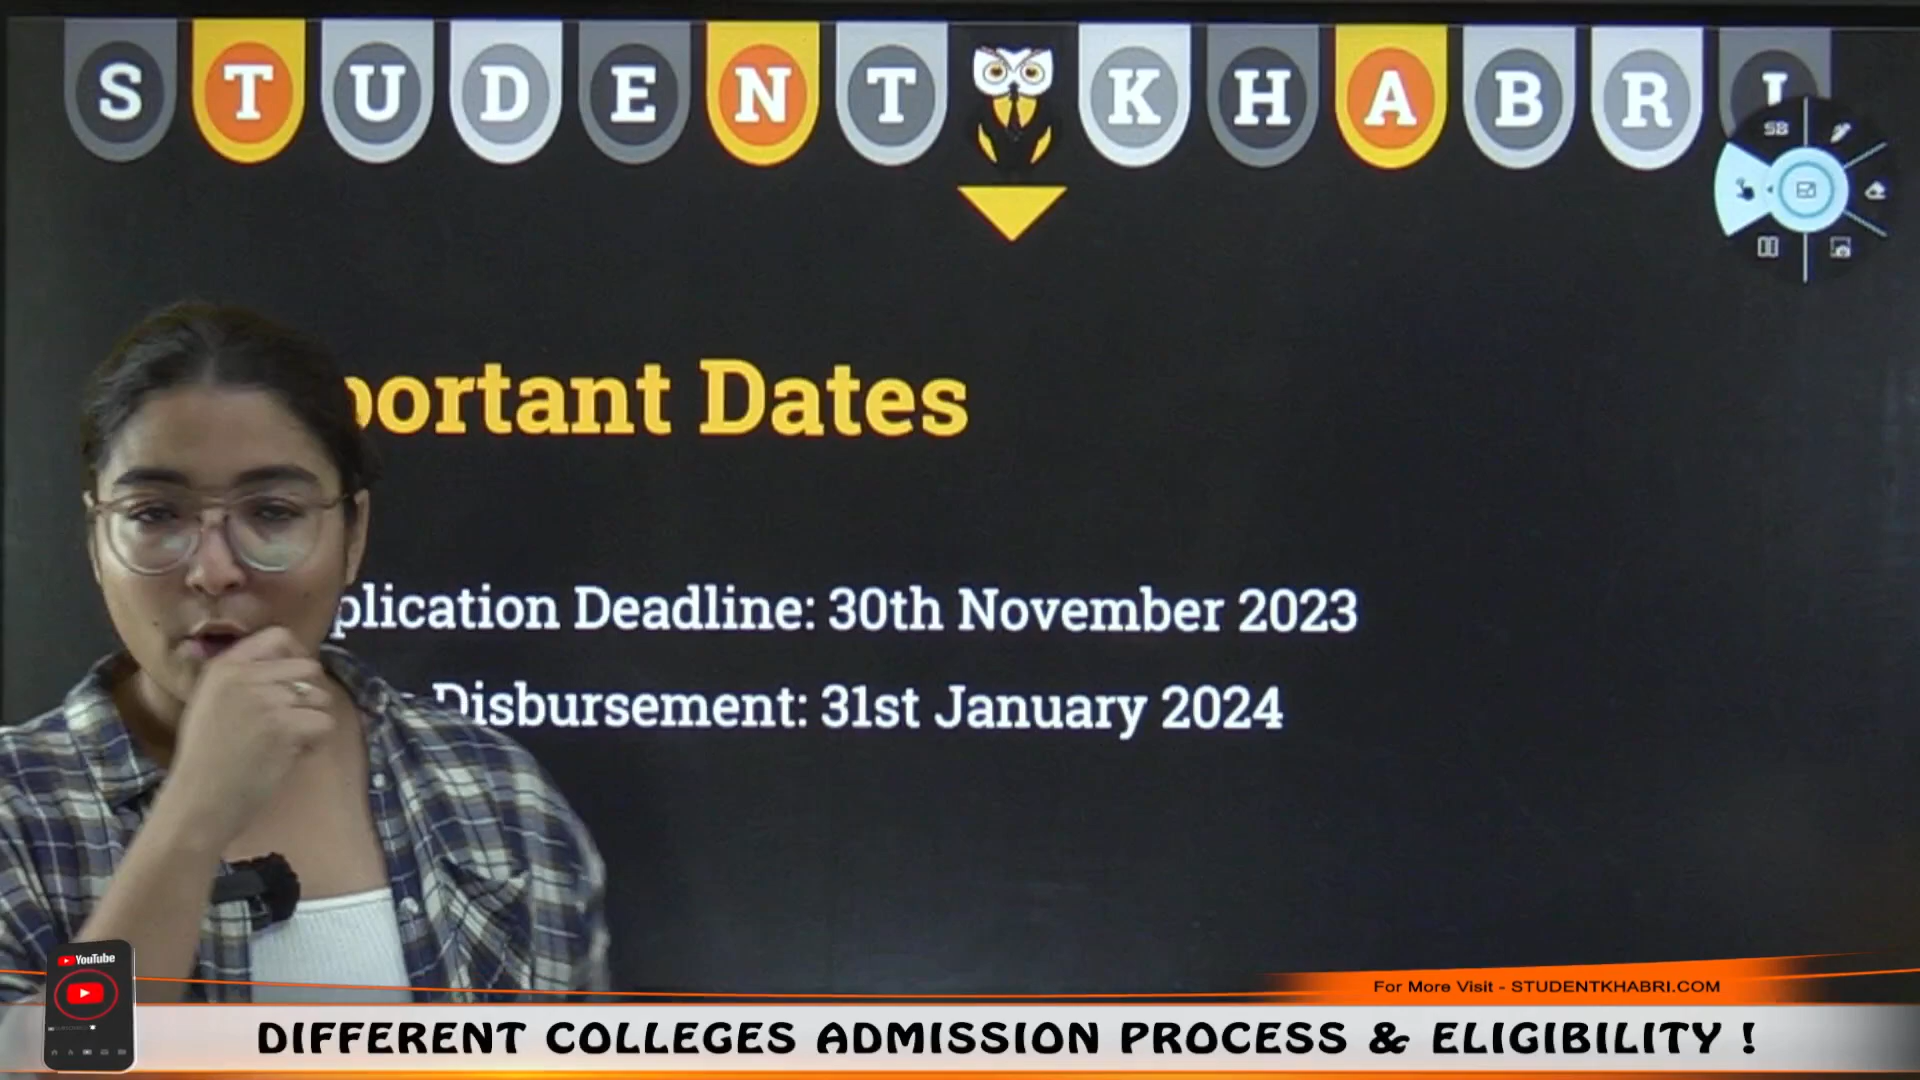 STUDENT KHABRI
SB
portant Dates
plication Deadline: 30th November 2023
Disbursement: 31st January 2024
YouTube
For More Visit - STUDENTKHABRI.COM
DIFFERENT COLLEGES ADMISSION PROCESS & ELIGIBILITY !